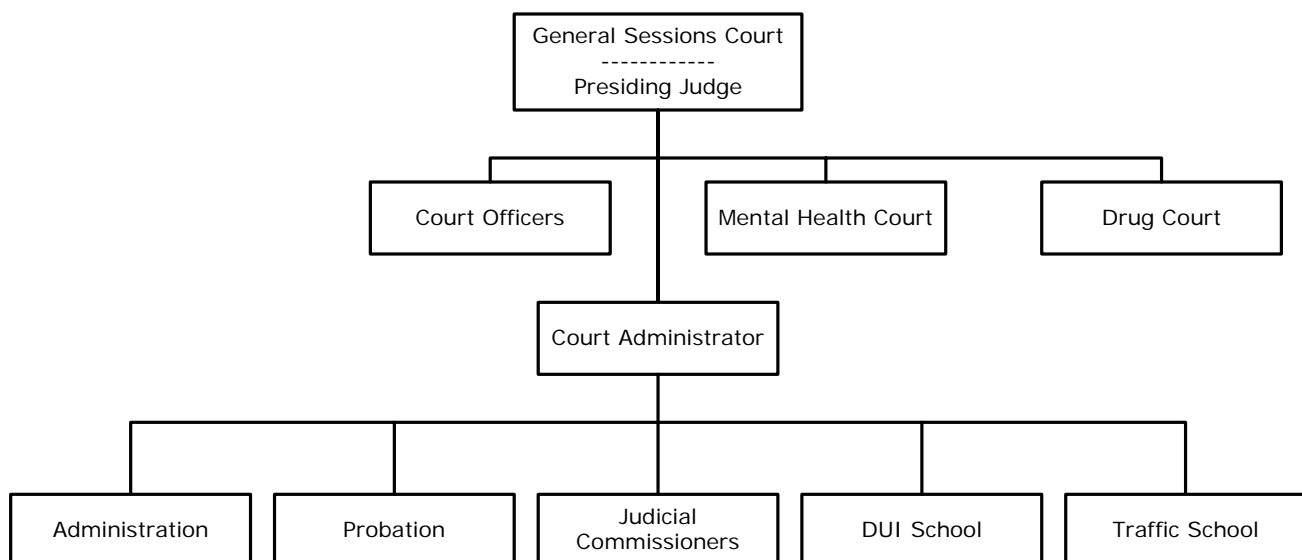 General Sessions Court
------------
Presiding Judge
Court Officers
Mental Health Court
Drug Court
Court Administrator
Administration
Probation
Judicial
Commissioners
DUI School
Traffic School